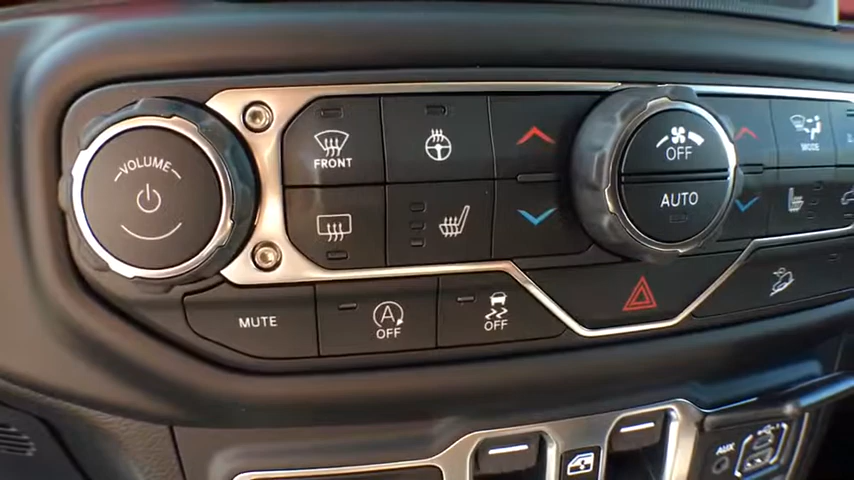 VOLUME
FRONT
OFF
AUTO
MODE
MUTE
A
OFF
OFF
AUX